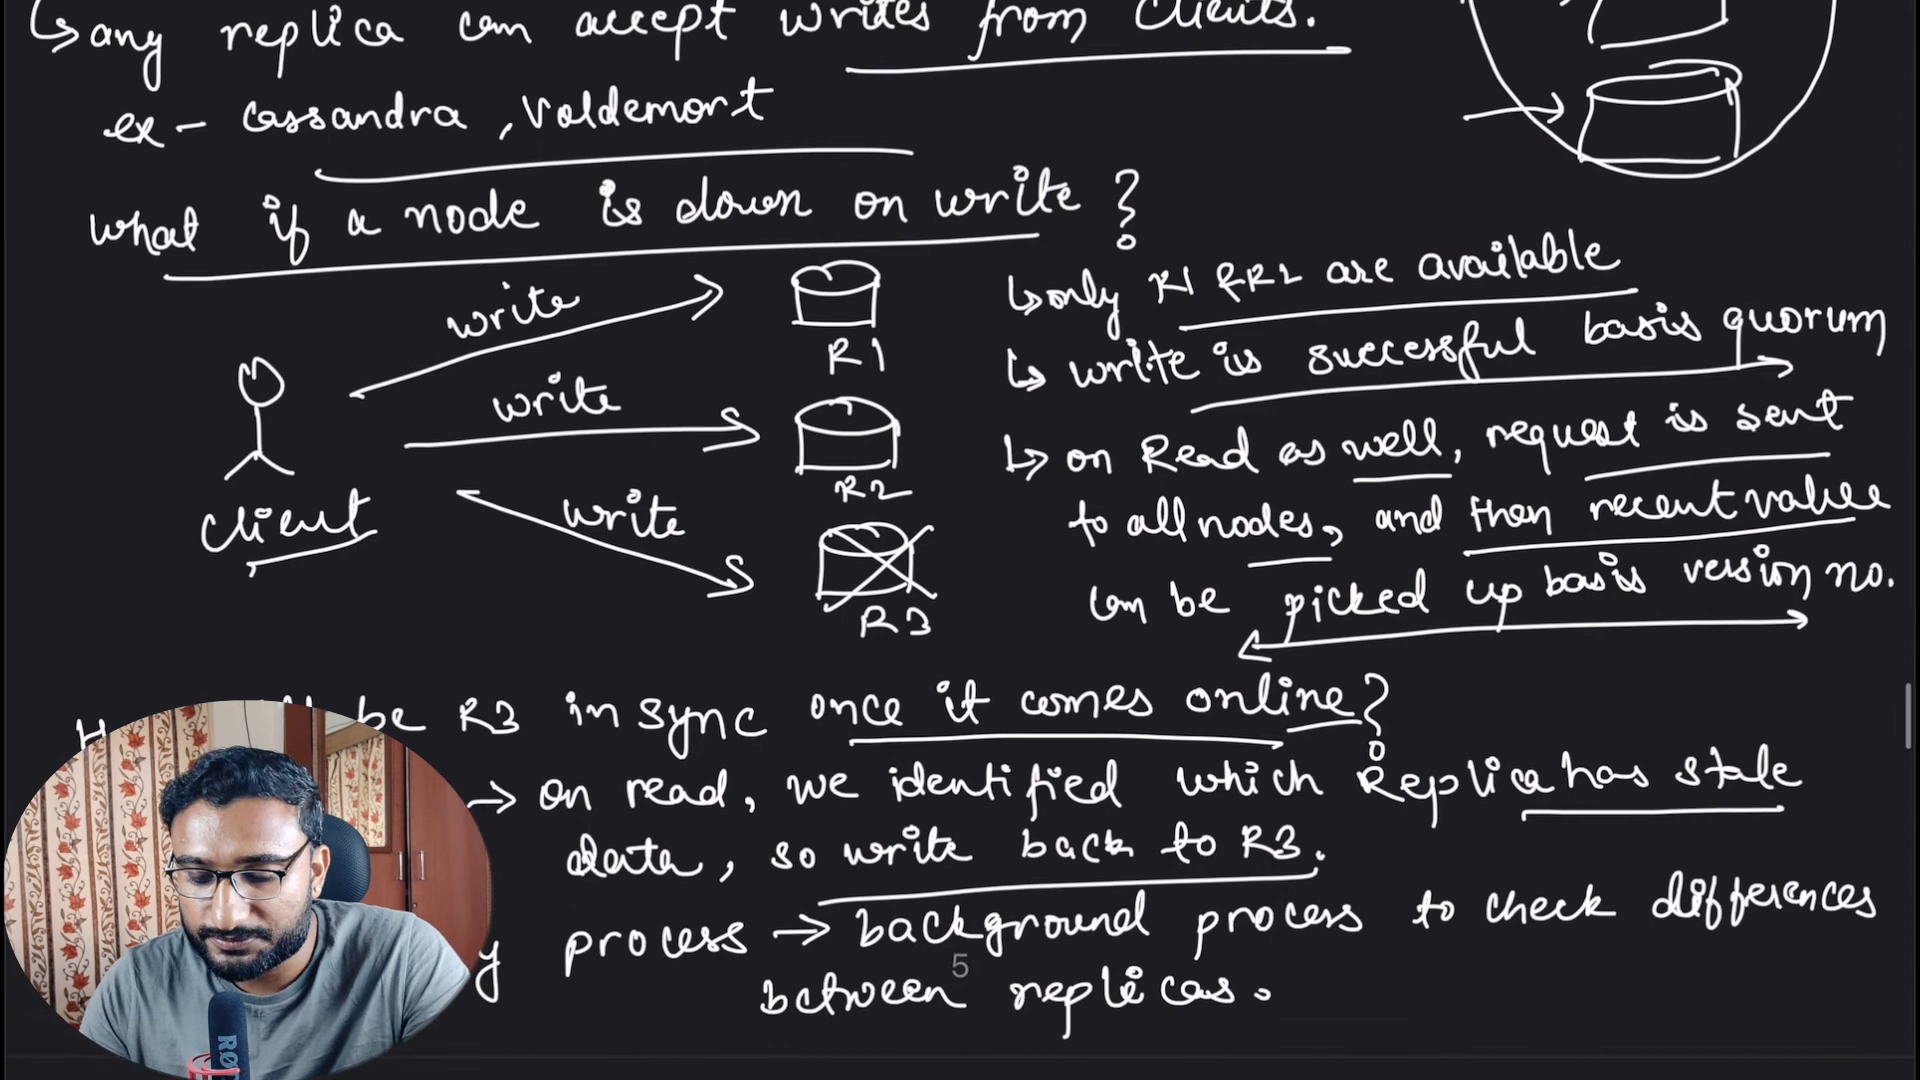 ↳ any replica can accept writes from clients.
ex - Cassandra, Voldemort
what if a node is down on write?
write
R1
write
R2
write
R3
client
↳ only R1 & R2 are available
↳ write is successful basis quorum
↳ on Read as well, request is sent
to all nodes, and then recent value
can be picked up basis version no.
be R3 in sync once it comes online?
→ on read, we identified which Replica has stale
data, so write back to R3.
process → background process to check differences
between replicas.
5
RØ